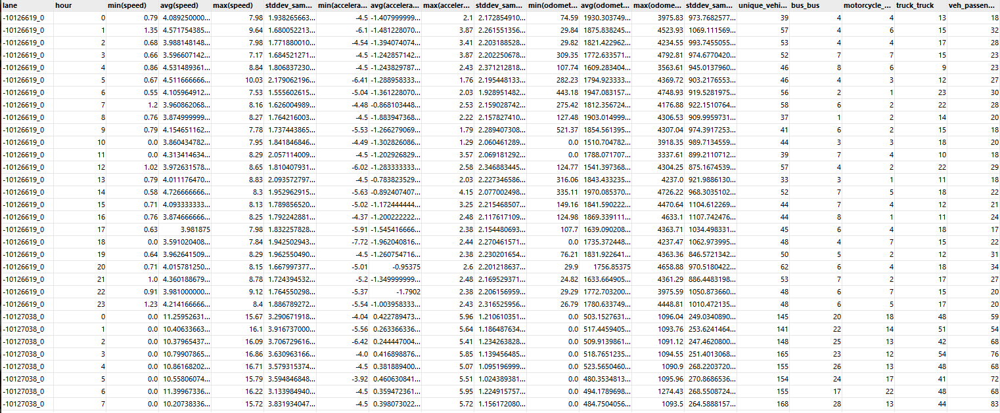 lane hour min(speed) avg(speed) max(speed) stddev_sam... min(accelera... avg(accelera... max(acceler... stddev_sam... min(odomet... avg(odomet... max(odome... stddev_sam... unique_vehi... bus_bus motorcycle_... truck_truck veh_passen...
-10126619_0 0 0.79 4.089250000... 7.98 1.938265663... -4.5 -1.407999999... 2.1 2.172854910... 74.59 1930.303749... 3975.83 973.7682577... 39 4 4 13 18
-10126619_0 1 1.35 4.571754385... 9.64 1.680052213... -6.1 -1.481228070... 3.87 2.261551356... 29.84 1875.838245... 4523.93 1069.111569... 57 4 6 15 32
-10126619_0 2 0.68 3.988148148... 7.98 1.771880010... -4.54 -1.394074074... 3.41 2.203188528... 29.82 1821.422962... 4234.55 993.7455055... 53 4 4 17 28
-10126619_0 3 0.66 3.596607142... 7.17 1.684521271... -4.5 -1.242857142... 3.87 2.202250678... 309.35 1772.633571... 4792.81 974.6770420... 52 7 7 15 23
-10126619_0 4 0.86 4.531489361... 8.84 1.806837230... -4.5 -1.243829787... 2.43 2.371212818... 107.74 1609.283404... 3563.61 945.0137960... 46 8 6 9 23
-10126619_0 5 0.67 4.511666666... 10.03 2.179062196... -6.41 -1.288958333... 1.76 2.195448133... 282.23 1794.923333... 4369.72 903.2176553... 46 4 3 12 27
-10126619_0 6 0.55 4.105964912... 7.53 1.555602615... -5.04 -1.361228070... 2.03 1.928951482... 443.18 1947.083157... 4748.93 919.5281975... 56 2 1 23 30
-10126619_0 7 1.2 3.960862068... 8.16 1.626004989... -4.48 -0.868103448... 2.53 2.159028742... 275.42 1812.356724... 4176.88 922.1510764... 58 6 2 22 28
-10126619_0 8 0.76 3.874999999... 8.27 1.764216003... -4.5 -1.883947368... 2.22 2.157827410... 127.48 1903.014999... 4306.53 909.9959731... 37 1 2 14 20
-10126619_0 9 0.79 4.154651162... 7.78 1.737443865... -5.53 -1.266279069... 1.79 2.289407308... 521.37 1854.561395... 4307.04 974.3917253... 41 6 2 15 18
-10126619_0 10 0.0 3.860434782... 7.95 1.841846846... -4.49 -1.302826086... 1.29 2.060461289... 0.0 1510.704782... 3918.35 989.7134559... 44 3 3 18 20
-10126619_0 11 0.0 4.313414634... 8.29 2.057114009... -4.5 -1.202926829... 3.57 2.069181292... 0.0 1788.071707... 3337.61 899.2110712... 39 7 4 10 18
-10126619_0 12 1.02 3.972631578... 8.65 1.810407931... -6.02 -1.283333333... 2.58 2.346883445... 124.77 1541.397368... 4304.25 875.1674539... 57 4 2 22 29
-10126619_0 13 0.79 4.011176470... 8.83 2.093572797... -4.5 -0.783823529... 2.03 2.227346586... 316.06 1843.433235... 4237.0 921.9886130... 33 3 1 11 18
-10126619_0 14 0.58 4.726666666... 8.3 1.952962915... -5.63 -0.892407407... 4.15 2.077002498... 335.11 1970.085370... 4726.22 968.3035102... 52 7 5 18 22
-10126619_0 15 0.71 4.093333333... 8.13 1.789856520... -5.02 -1.172444444... 3.25 2.215468507... 149.16 1841.590222... 4470.64 1104.612269... 44 7 4 12 21
-10126619_0 16 0.76 3.874666666... 8.25 1.792242881... -4.37 -1.200222222... 2.48 2.117617109... 124.98 1869.339111... 4633.1 1107.742476... 44 8 1 11 24
-10126619_0 17 0.63 3.981875 7.98 1.832257828... -5.91 -1.545416666... 2.38 2.154480693... 107.7 1639.090208... 4363.71 1034.498331... 45 6 4 18 17
-10126619_0 18 0.0 3.591020408... 7.84 1.942502943... -7.72 -1.962040816... 2.44 2.270461571... 0.0 1735.372448... 4237.47 1062.973995... 48 4 7 15 22
-10126619_0 19 0.64 3.962641509... 8.29 1.962550490... -4.5 -1.260754716... 2.38 2.230201654... 76.21 1831.922641... 4363.36 846.5721342... 50 5 2 12 31
-10126619_0 20 0.71 4.015781250... 8.15 1.667997377... -5.01 -0.95375 2.6 2.201218637... 29.9 1756.85375 4658.88 970.5180422... 62 6 4 18 34
-10126619_0 21 1.0 4.360188679... 8.78 1.724394532... -5.2 -1.349999999... 2.48 2.169529371... 24.82 1633.664905... 4361.29 886.4483198... 53 7 2 17 27
-10126619_0 22 0.91 3.981000000... 9.12 1.764550298... -5.37 -1.7902 2.38 2.206156959... 29.29 1772.703200... 3975.59 1050.873660... 48 6 7 15 20
-10126619_0 23 1.23 4.214166666... 8.4 1.886789272... -5.54 -1.003958333... 2.43 2.316525956... 26.79 1780.633749... 4448.81 1010.472135... 48 6 5 17 20
-10127038_0 0 0.0 11.25952631... 15.67 3.290671918... -4.04 0.422789473... 5.96 1.210610351... 0.0 503.1527631... 1096.04 249.0340890... 145 20 18 48 59
-10127038_0 1 0.0 10.40633663... 16.1 3.916737000... -5.56 0.263366336... 5.64 1.186487634... 0.0 517.4459405... 1093.76 253.6241464... 141 22 14 51 54
-10127038_0 2 0.0 10.37965437... 16.09 3.706729616... -6.42 0.244447004... 5.41 1.234263828... 0.0 509.9139861... 1091.12 247.4620800... 148 25 13 42 68
-10127038_0 3 0.0 10.79907865... 16.86 3.630963166... -4.0 0.416898876... 5.85 1.139456485... 0.0 518.7651235... 1094.55 251.4013068... 165 23 12 54 76
-10127038_0 4 0.0 10.86168202... 16.71 3.579315374... -4.5 0.381889400... 5.07 1.095196999... 0.0 523.5650460... 1090.9 268.2203720... 155 26 13 48 68
-10127038_0 5 0.0 10.55806074... 15.79 3.594846848... -3.92 0.460630841... 5.51 1.024389381... 0.0 480.3534813... 1095.96 270.8686536... 154 24 17 41 72
-10127038_0 6 0.0 11.39967336... 16.22 3.133984940... -4.5 0.359472361... 5.95 1.224915757... 0.0 494.1789698... 1274.43 268.5508724... 155 17 22 48 68
-10127038_0 7 0.0 10.20738336... 15.72 3.831934047... -4.5 0.398073022... 5.72 1.156172080... 0.0 484.7504056... 1093.5 264.5888157... 168 28 13 44 83